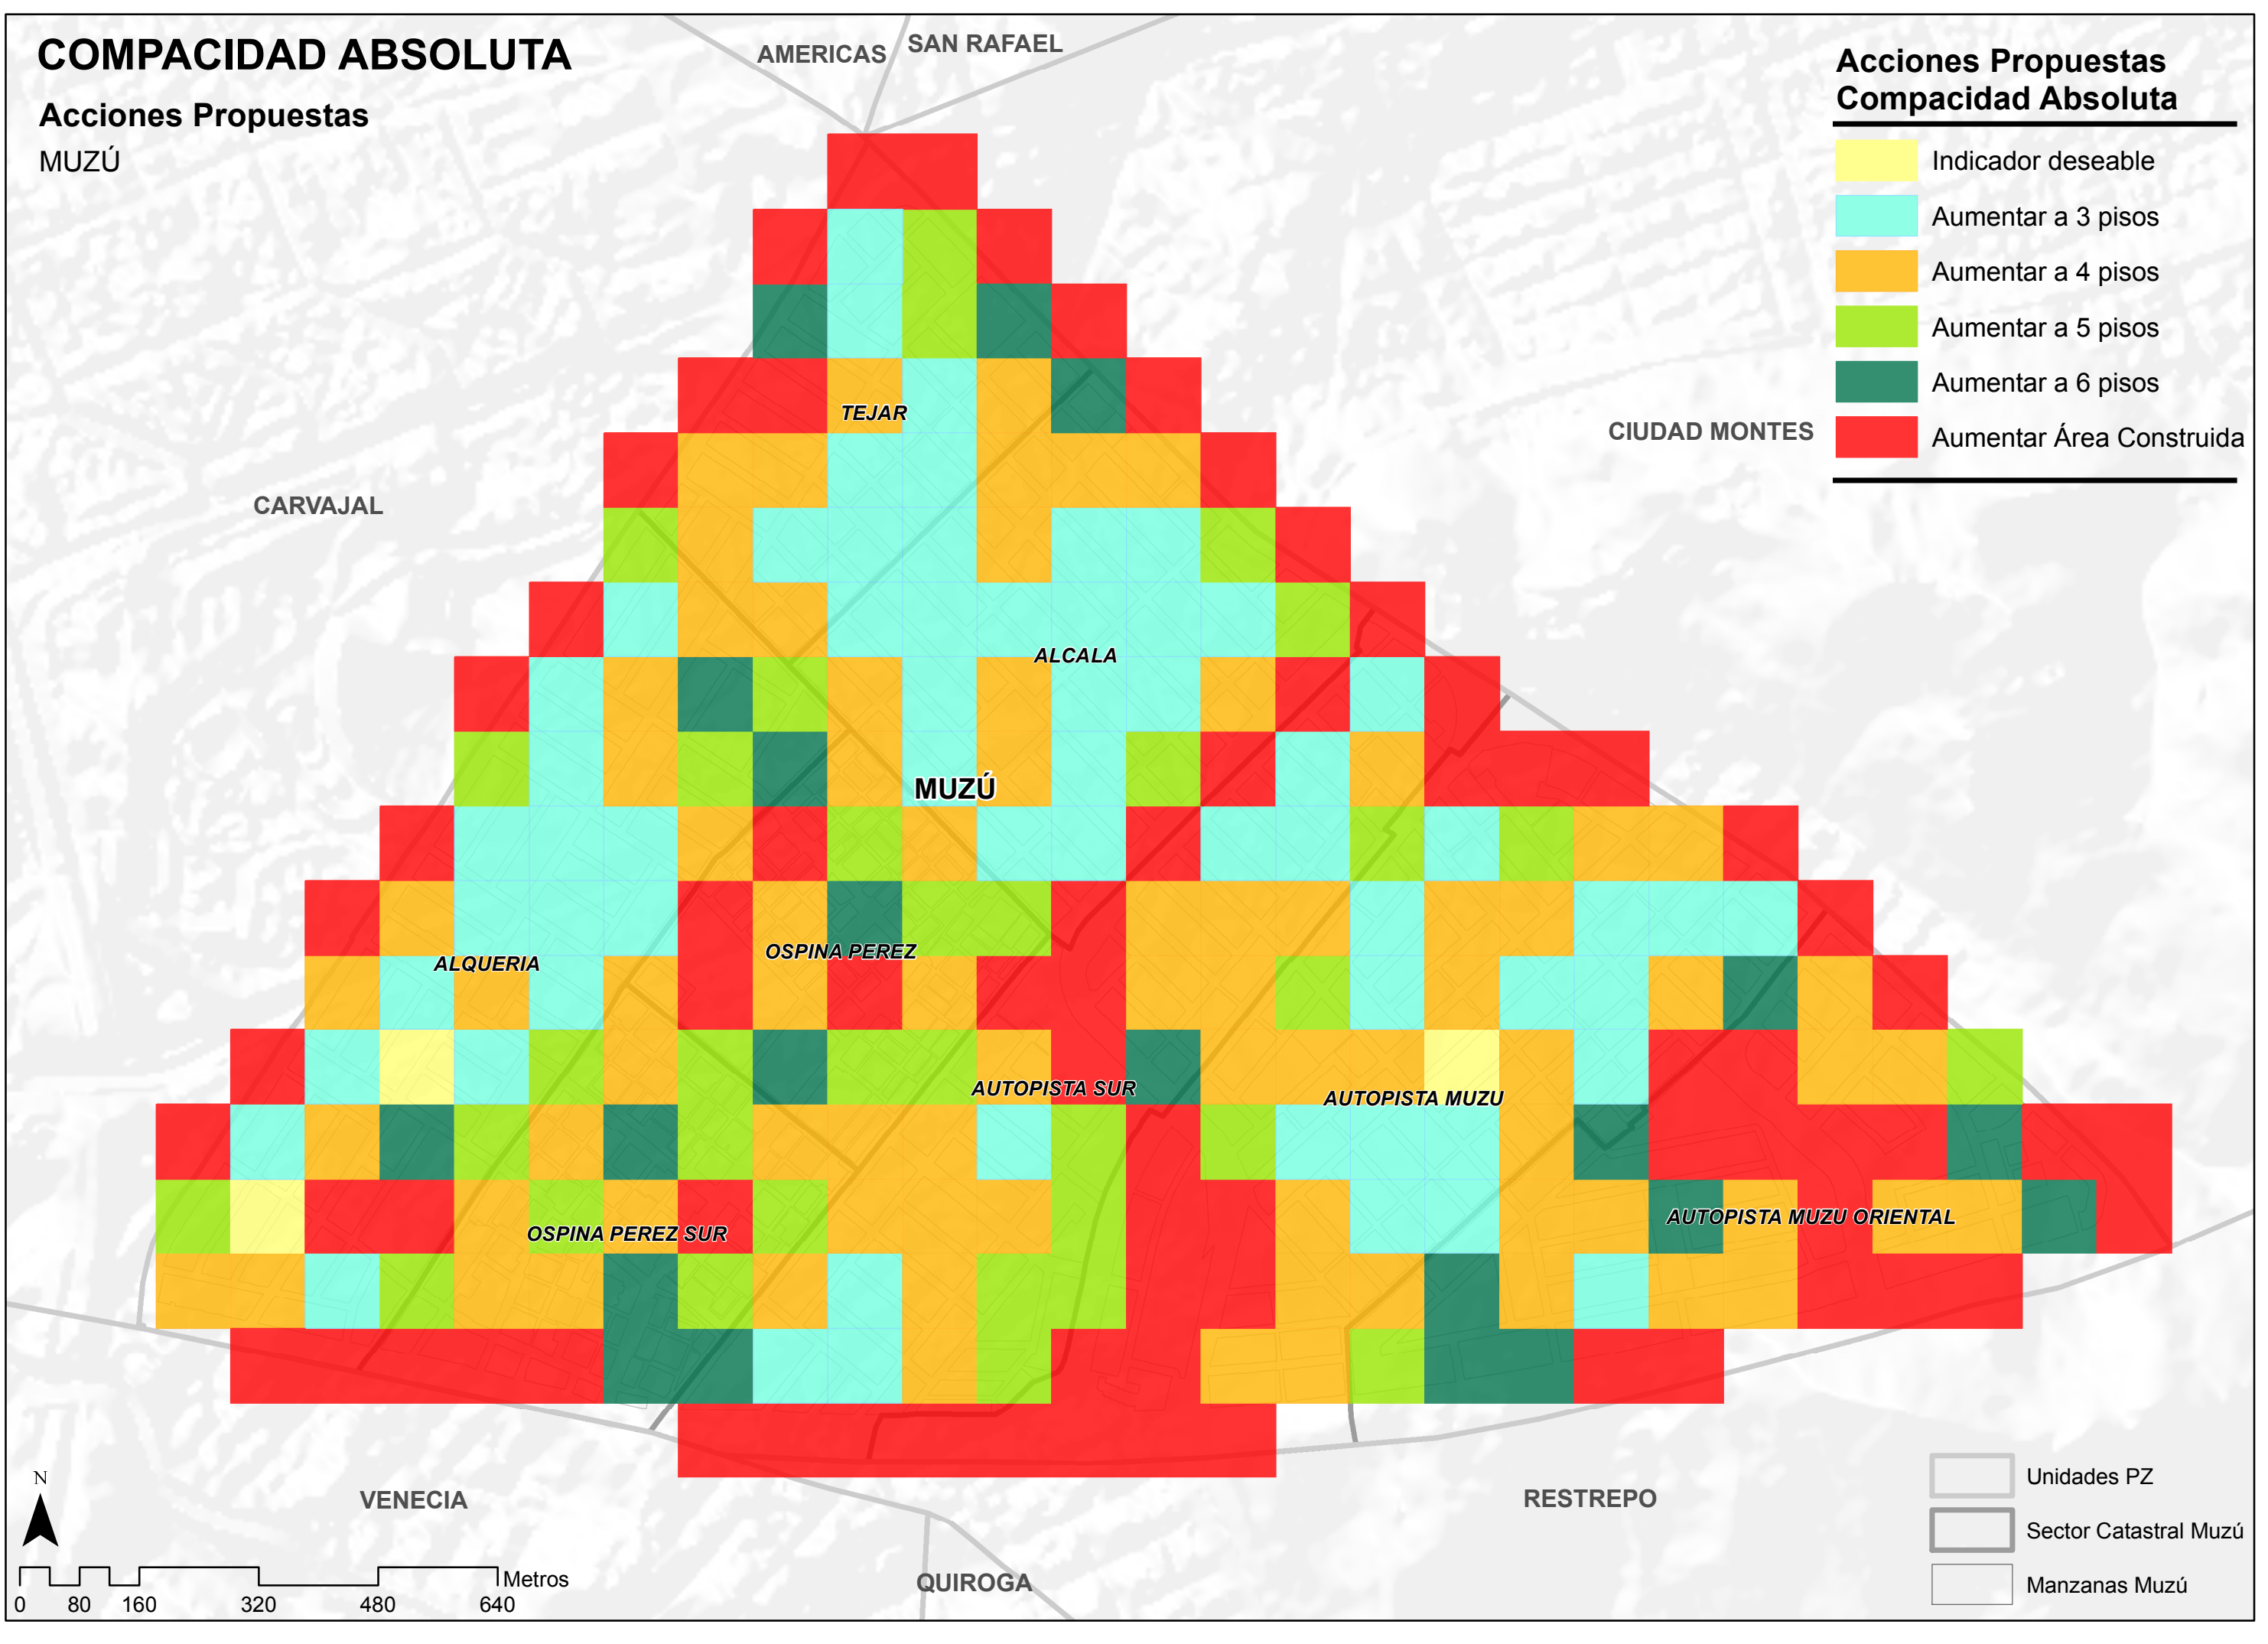 COMPACIDAD ABSOLUTA
Acciones Propuestas
MUZÚ
AMERICAS
SAN RAFAEL
Acciones Propuestas
Compacidad Absoluta
Indicador deseable
Aumentar a 3 pisos
Aumentar a 4 pisos
Aumentar a 5 pisos
Aumentar a 6 pisos
Aumentar Área Construida
CIUDAD MONTES
CARVAJAL
TEJAR
ALCALA
MUZÚ
ALQUERIA
OSPINA PEREZ
AUTOPISTA SUR
AUTOPISTA MUZU
OSPINA PEREZ SUR
AUTOPISTA MUZU ORIENTAL
VENECIA
RESTREPO
QUIROGA
N
Metros
0 80 160 320 480 640
Unidades PZ
Sector Catastral Muzú
Manzanas Muzú